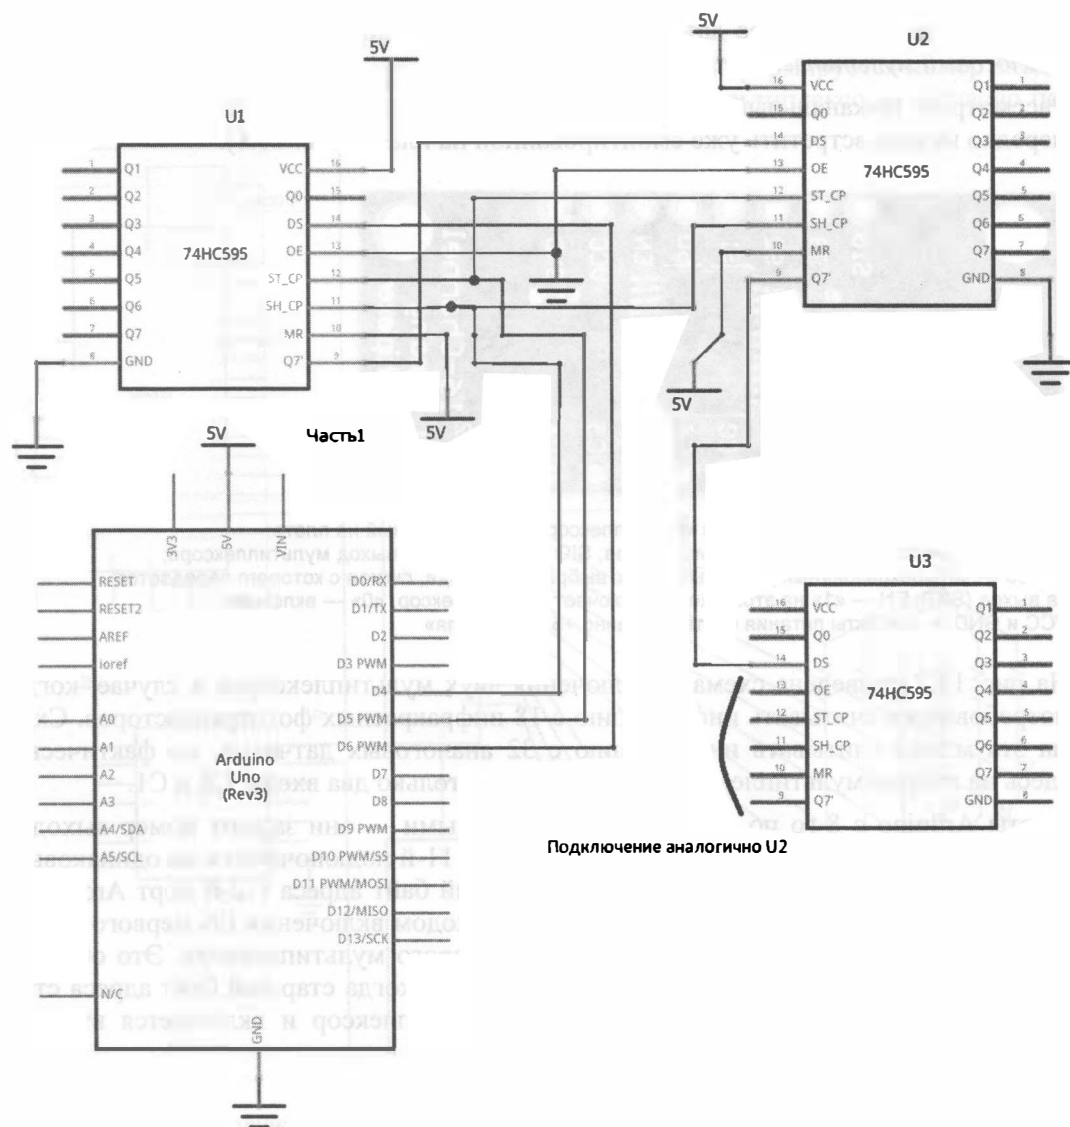 5V
U1
1 Q1 VCC 16
2 Q2 Q0 15
3 Q3 DS 14
4 Q4 74HC595 OE 13
5 Q5 ST_CP 12
6 Q6 SH_CP 11
7 Q7 MR 10
8 GND Q7' 9
5V
5V
U2
16 VCC Q1 1
15 Q0 Q2 2
14 DS Q3 3
13 OE 74HC595 Q4 4
12 ST_CP Q5 5
11 SH_CP Q6 6
10 MR Q7 7
9 Q7' GND 8
5V
Часть1
5V
3V3 5V VIN
RESET D0/RX
RESET2 D1/TX
AREF D2
ioref D3 PWM
D4
A0 D5 PWM
A1 D6 PWM
A2 D7
A3 D8
A4/SDA D9 PWM
A5/SCL D10 PWM/SS
D11 PWM/MOSI
D12/MISO
D13/SCK
N/C
GND
Arduino
Uno
(Rev3)
U3
16 VCC Q1 1
15 Q0 Q2 2
14 DS Q3 3
13 OE 74HC595 Q4 4
12 ST_CP Q5 5
11 SH_CP Q6 6
10 MR Q7 7
9 Q7' GND 8
Подключение аналогично U2